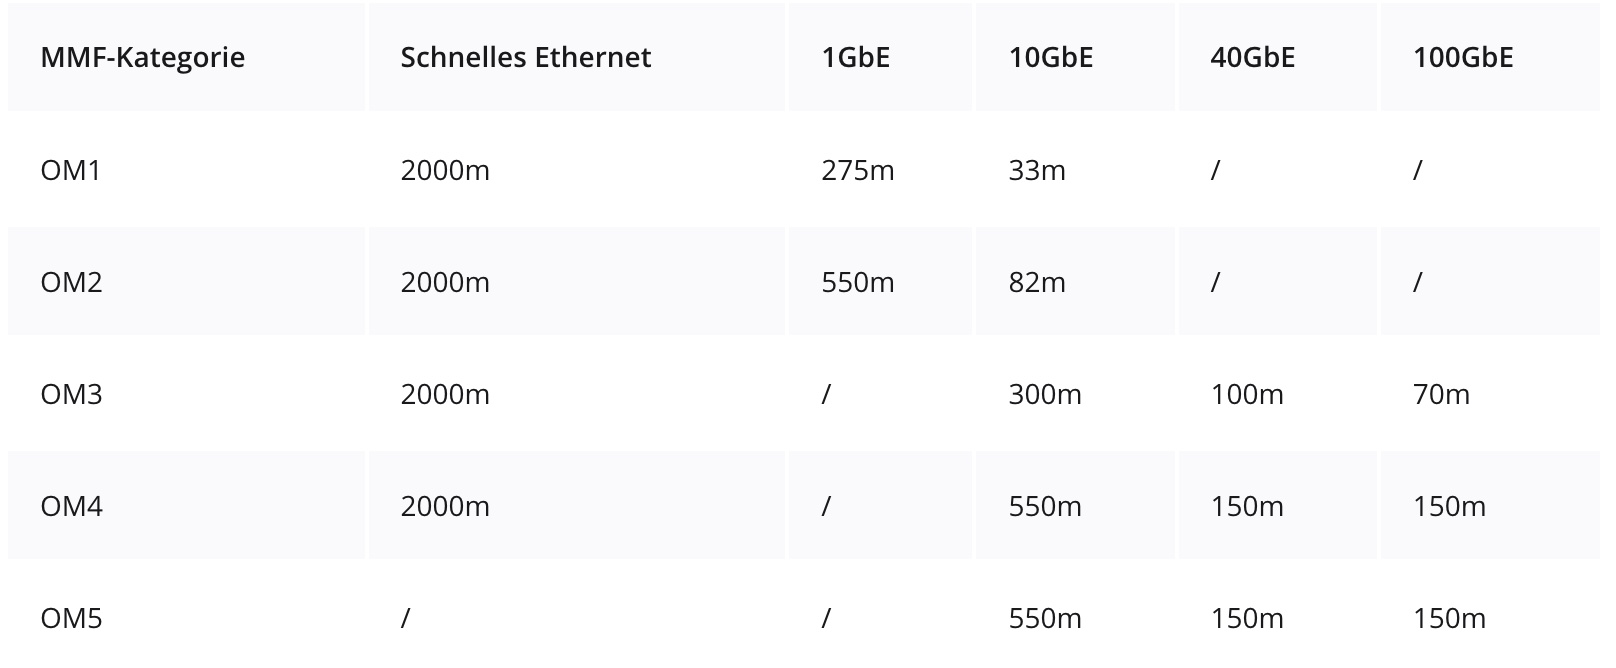 MMF-Kategorie Schnelles Ethernet 1GbE 10GbE 40GbE 100GbE
OM1 2000m 275m 33m / /
OM2 2000m 550m 82m / /
OM3 2000m / 300m 100m 70m
OM4 2000m / 550m 150m 150m
OM5 / / 550m 150m 150m